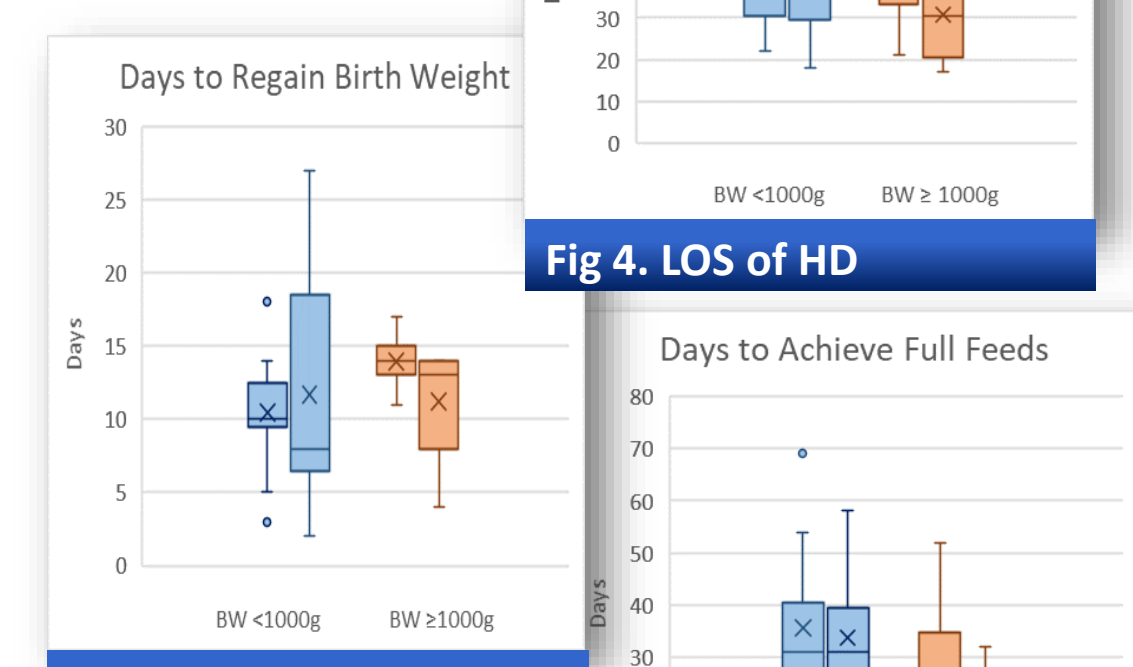 Days to Regain Birth Weight
30
25
20
15
10
5
0
Days
BW <1000g
BW ≥1000g
30
20
10
0
BW <1000g
BW ≥ 1000g
Fig 4. LOS of HD
Days to Achieve Full Feeds
80
70
60
50
40
30
Days